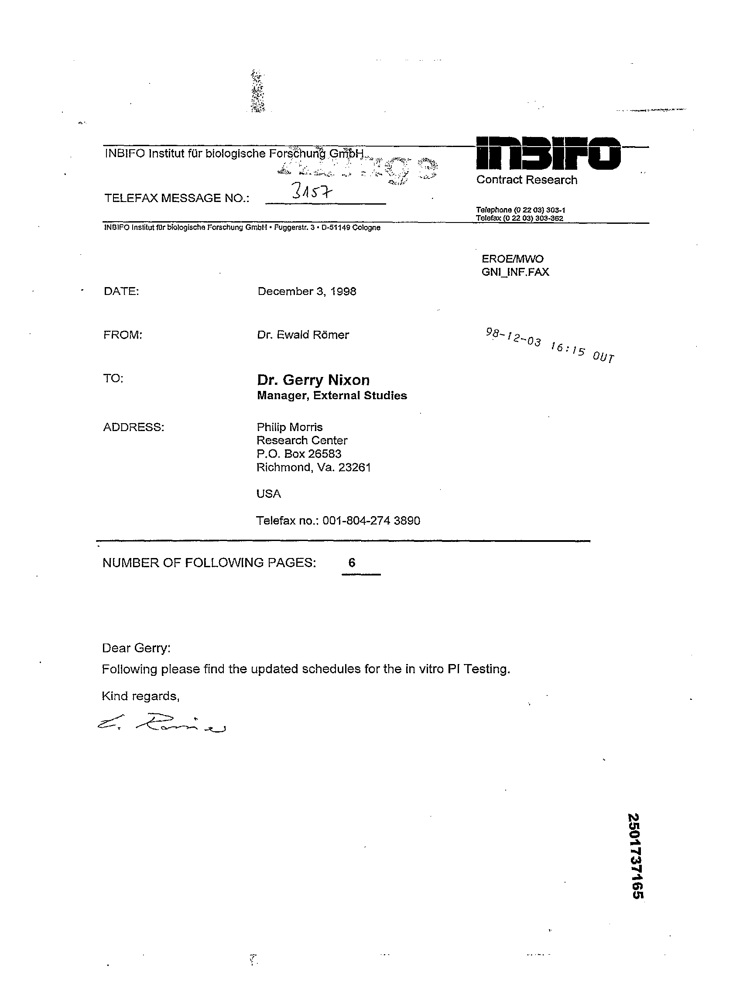 INBIFO Institut für biologische Forschung GmbH
INBIFO
Contract Research
TELEFAX MESSAGE NO.: 3157
Telephone (0 22 03) 303-1
Telefax (0 22 03) 303-362
INBIFO Institut für biologische Forschung GmbH • Fuggerstr. 3 • D-51149 Cologne
EROE/MWO
GNI_INF.FAX
DATE: December 3, 1998
FROM: Dr. Ewald Römer
98-12-03 16:15 OUT
TO: Dr. Gerry Nixon
Manager, External Studies
ADDRESS: Philip Morris
Research Center
P.O. Box 26583
Richmond, Va. 23261
USA
Telefax no.: 001-804-274 3890
NUMBER OF FOLLOWING PAGES: 6
Dear Gerry:
Following please find the updated schedules for the in vitro PI Testing.
Kind regards,
E. Römer
2501737165